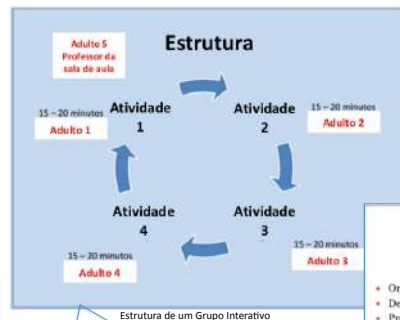 Estrutura
Adulto 5
Professor da
sala de aula
15 – 20 minutos
Adulto 1
Atividade
1
Atividade
2
15 – 20 minutos
Adulto 2
Atividade
4
Atividade
3
15 – 20 minutos
Adulto 4
15 – 20 minutos
Adulto 3
Estrutura de um Grupo Interativo